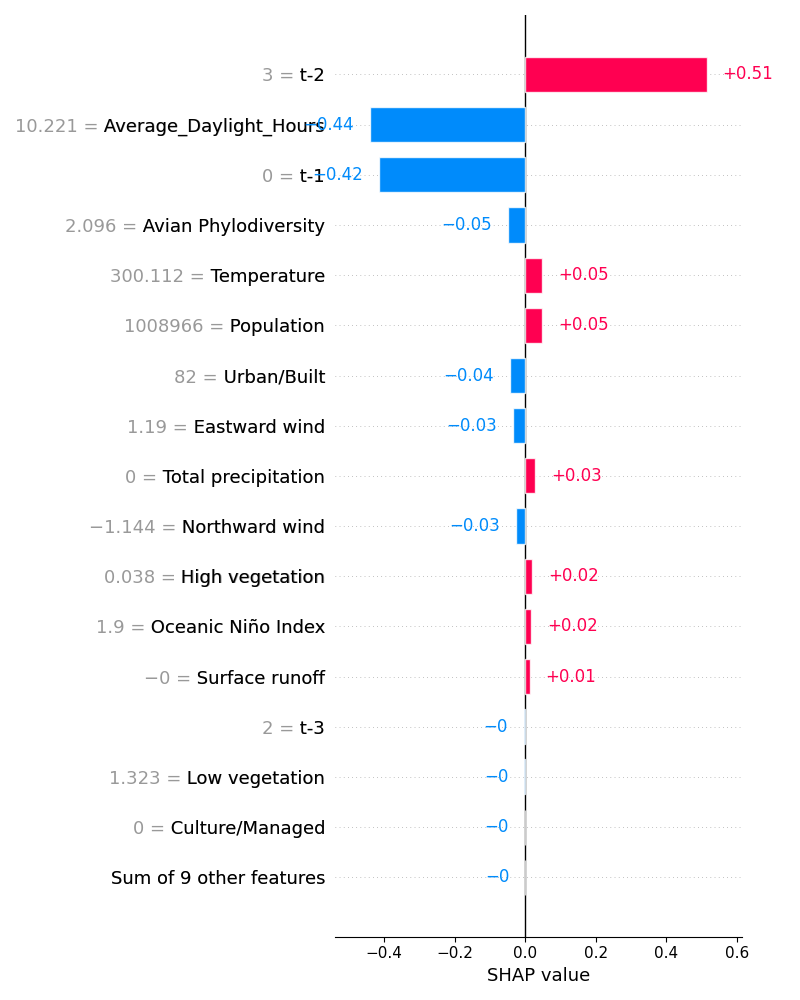 3 = t-2 +0.51
10.221 = Average_Daylight_Hours −0.44
0 = t-1 −0.42
2.096 = Avian Phylodiversity −0.05
300.112 = Temperature +0.05
1008966 = Population +0.05
82 = Urban/Built −0.04
1.19 = Eastward wind −0.03
0 = Total precipitation +0.03
−1.144 = Northward wind −0.03
0.038 = High vegetation +0.02
1.9 = Oceanic Niño Index +0.02
−0 = Surface runoff +0.01
2 = t-3 −0
1.323 = Low vegetation −0
0 = Culture/Managed −0
Sum of 9 other features −0
−0.4 −0.2 0.0 0.2 0.4 0.6
SHAP value